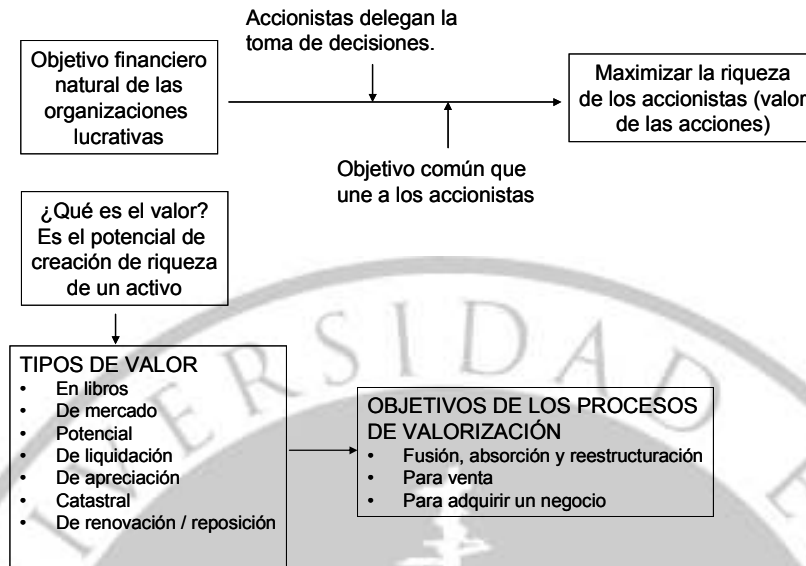 Accionistas delegan la
toma de decisiones.
Objetivo financiero
natural de las
organizaciones
lucrativas
Maximizar la riqueza
de los accionistas (valor
de las acciones)
Objetivo común que
une a los accionistas
¿Qué es el valor?
Es el potencial de
creación de riqueza
de un activo
TIPOS DE VALOR
• En libros
• De mercado
• Potencial
• De liquidación
• De apreciación
• Catastral
• De renovación / reposición
OBJETIVOS DE LOS PROCESOS
DE VALORIZACIÓN
• Fusión, absorción y reestructuración
• Para venta
• Para adquirir un negocio
IVERSIDAD E